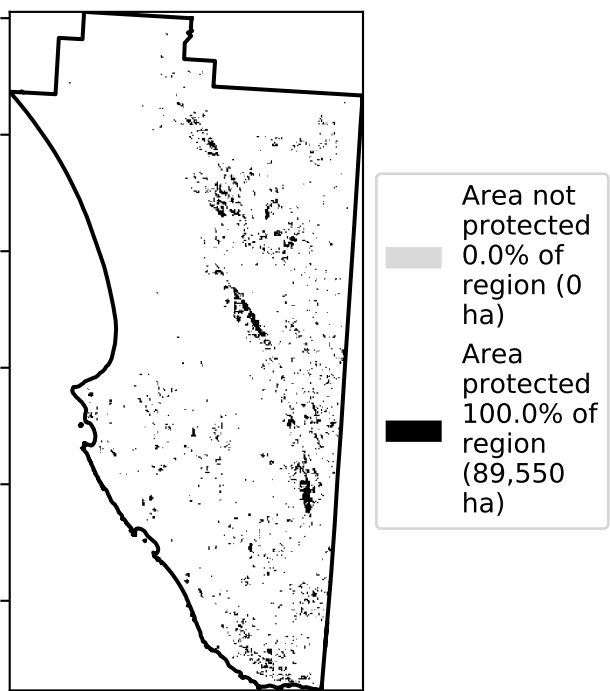 Area not
protected
0.0% of
region (0
ha)
Area
protected
100.0% of
region
(89,550
ha)